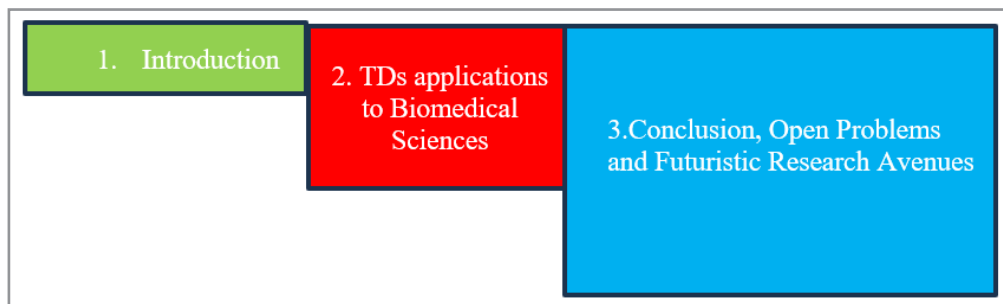 1. Introduction
2. TDs applications
to Biomedical
Sciences
3.Conclusion, Open Problems
and Futuristic Research Avenues